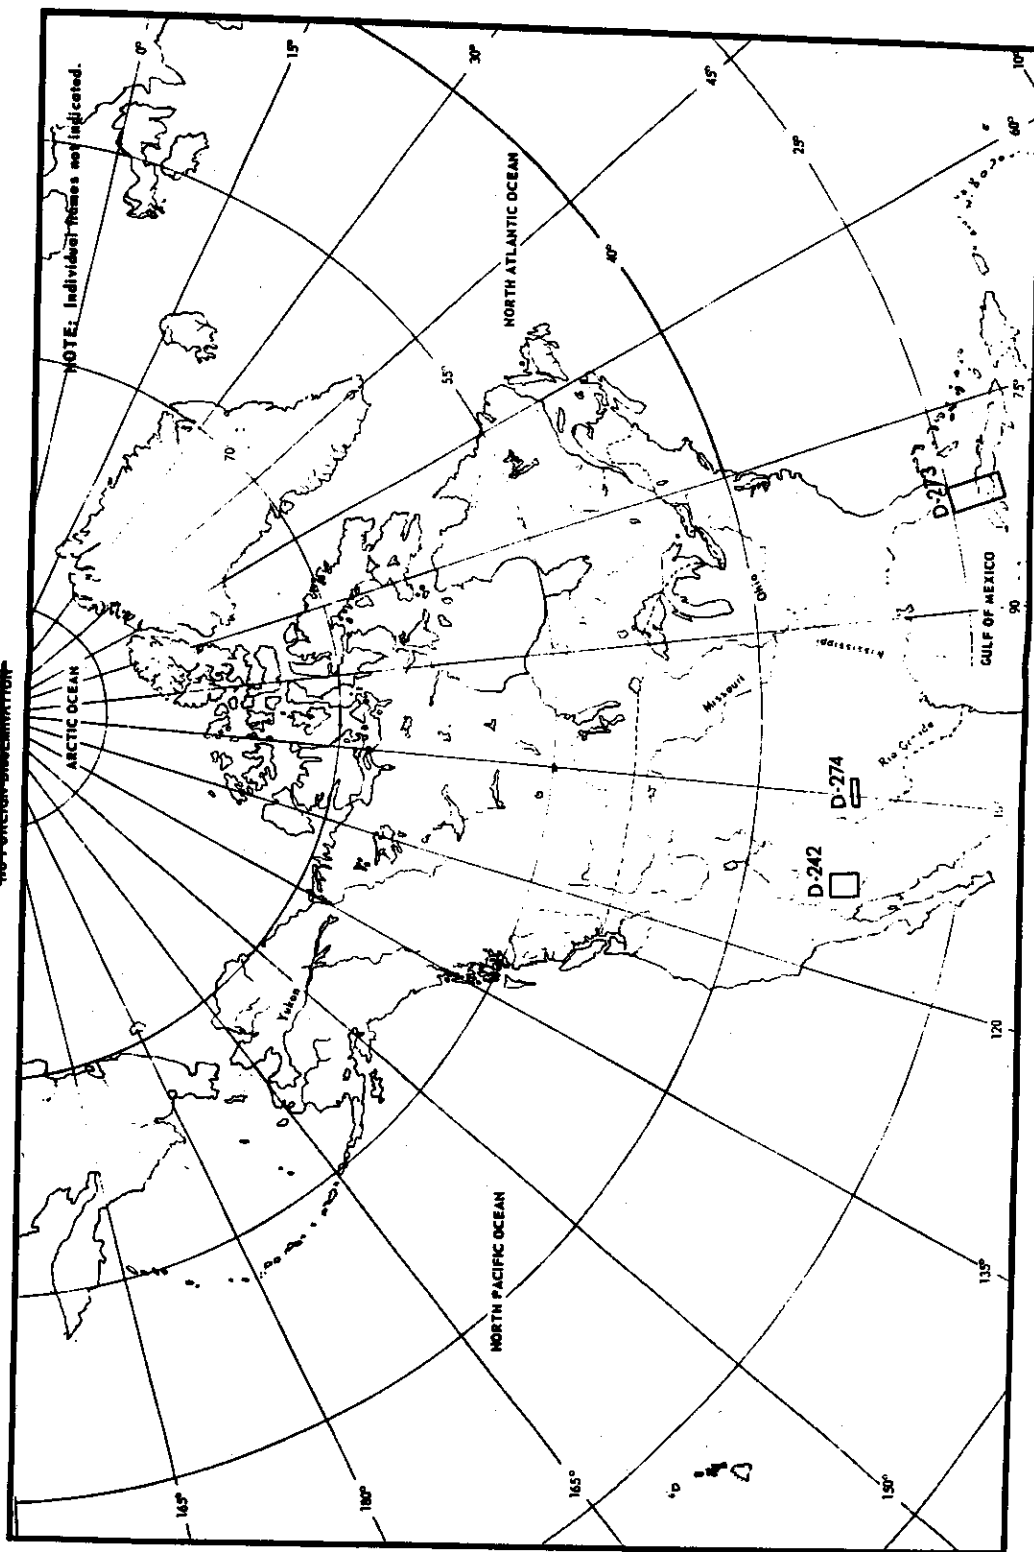 NO FOREIGN DISSEMINATION
NOTE: Individual frames not indicated.
0°
15°
30°
45°
60°
10°
25°
40°
55°
70
75°
90
120
135°
150°
165°
180°
165°
ARCTIC OCEAN
NORTH ATLANTIC OCEAN
NORTH PACIFIC OCEAN
GULF OF MEXICO
Yukon
Missouri
Ohio
Mississippi
Rio Grande
D-273
D-274
D-242